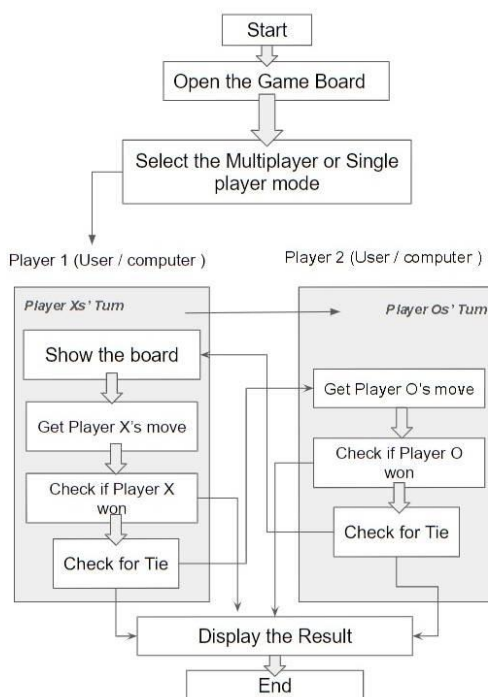 Start
Open the Game Board
Select the Multiplayer or Single
player mode
Player 1 (User / computer )
Player 2 (User / computer )
Player Xs' Turn
Player Os' Turn
Show the board
Get Player X's move
Check if Player X
won
Check for Tie
Get Player O's move
Check if Player O
won
Check for Tie
Display the Result
End